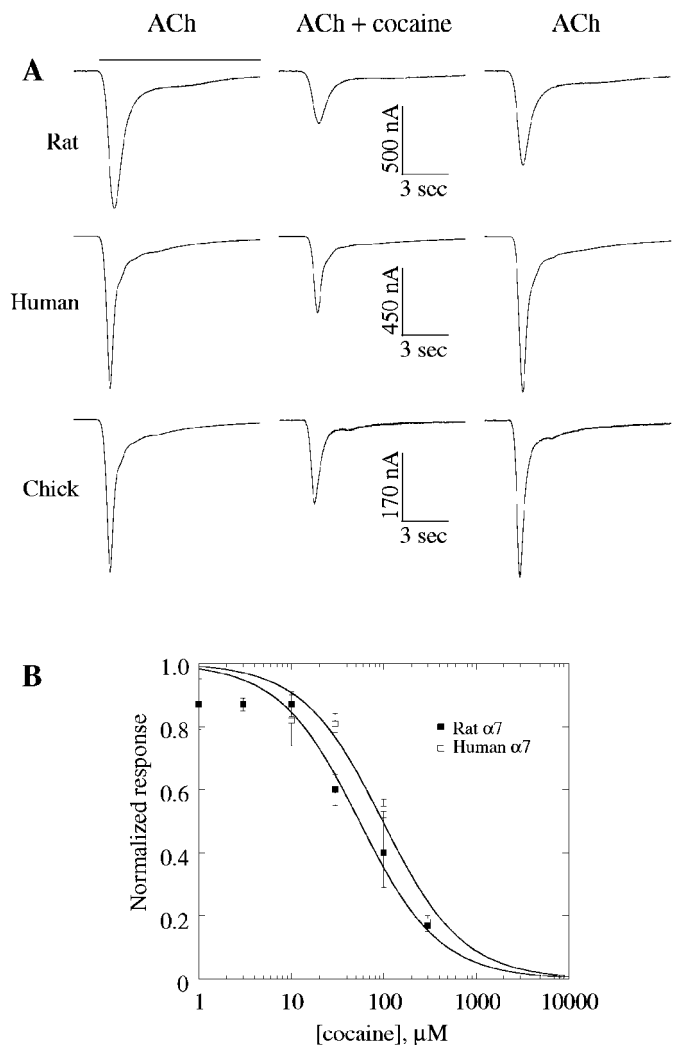 ACh
ACh + cocaine
ACh
A
Rat
500 nA
3 sec
Human
450 nA
3 sec
Chick
170 nA
3 sec
B
Normalized response
1.0
0.8
0.6
0.4
0.2
0
Rat α7
Human α7
1
10
100
1000
10000
[cocaine], μM